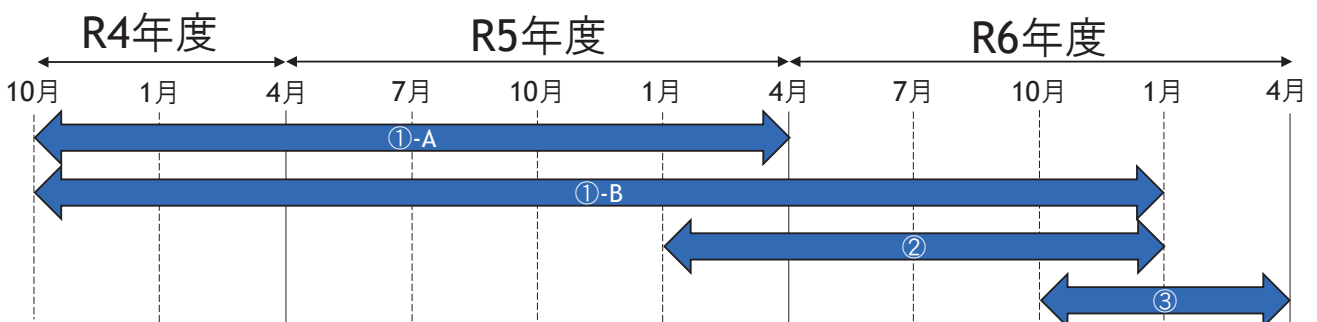 R4年度 R5年度 R6年度
10月 1月 4月 7月 10月 1月 4月 7月 10月 1月 4月
①-A
①-B
②
③